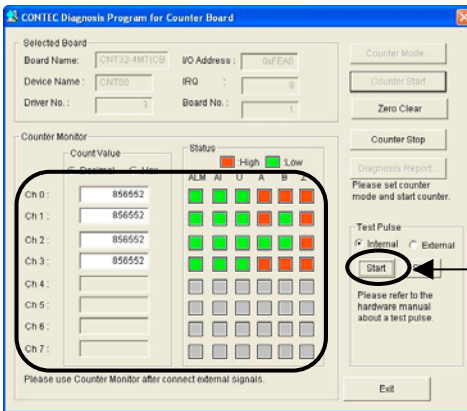 CONTEC Diagnosis Program for Counter Board
Selected Board
Board Name: CNT32-4MT(CB I/O Address: 0xFEA0
Device Name: CNT00 IRQ : 9
Driver No. : 3 Board No. : 1
Counter Mode...
Counter Start
Zero Clear
Counter Stop
Diagnosis Report...
Please set counter
mode and start counter.
Counter Monitor
Count Value
Decimal Hex
Status
:High :Low
ALM AI U A B Z
Ch 0 : 856552
Ch 1 : 856552
Ch 2 : 856552
Ch 3 : 856552
Ch 4 :
Ch 5 :
Ch 6 :
Ch 7 :
Test Pulse
Internal External
Start
Please refer to the
hardware manual
about a test pulse.
Please use Counter Monitor after connect external signals.
Exit